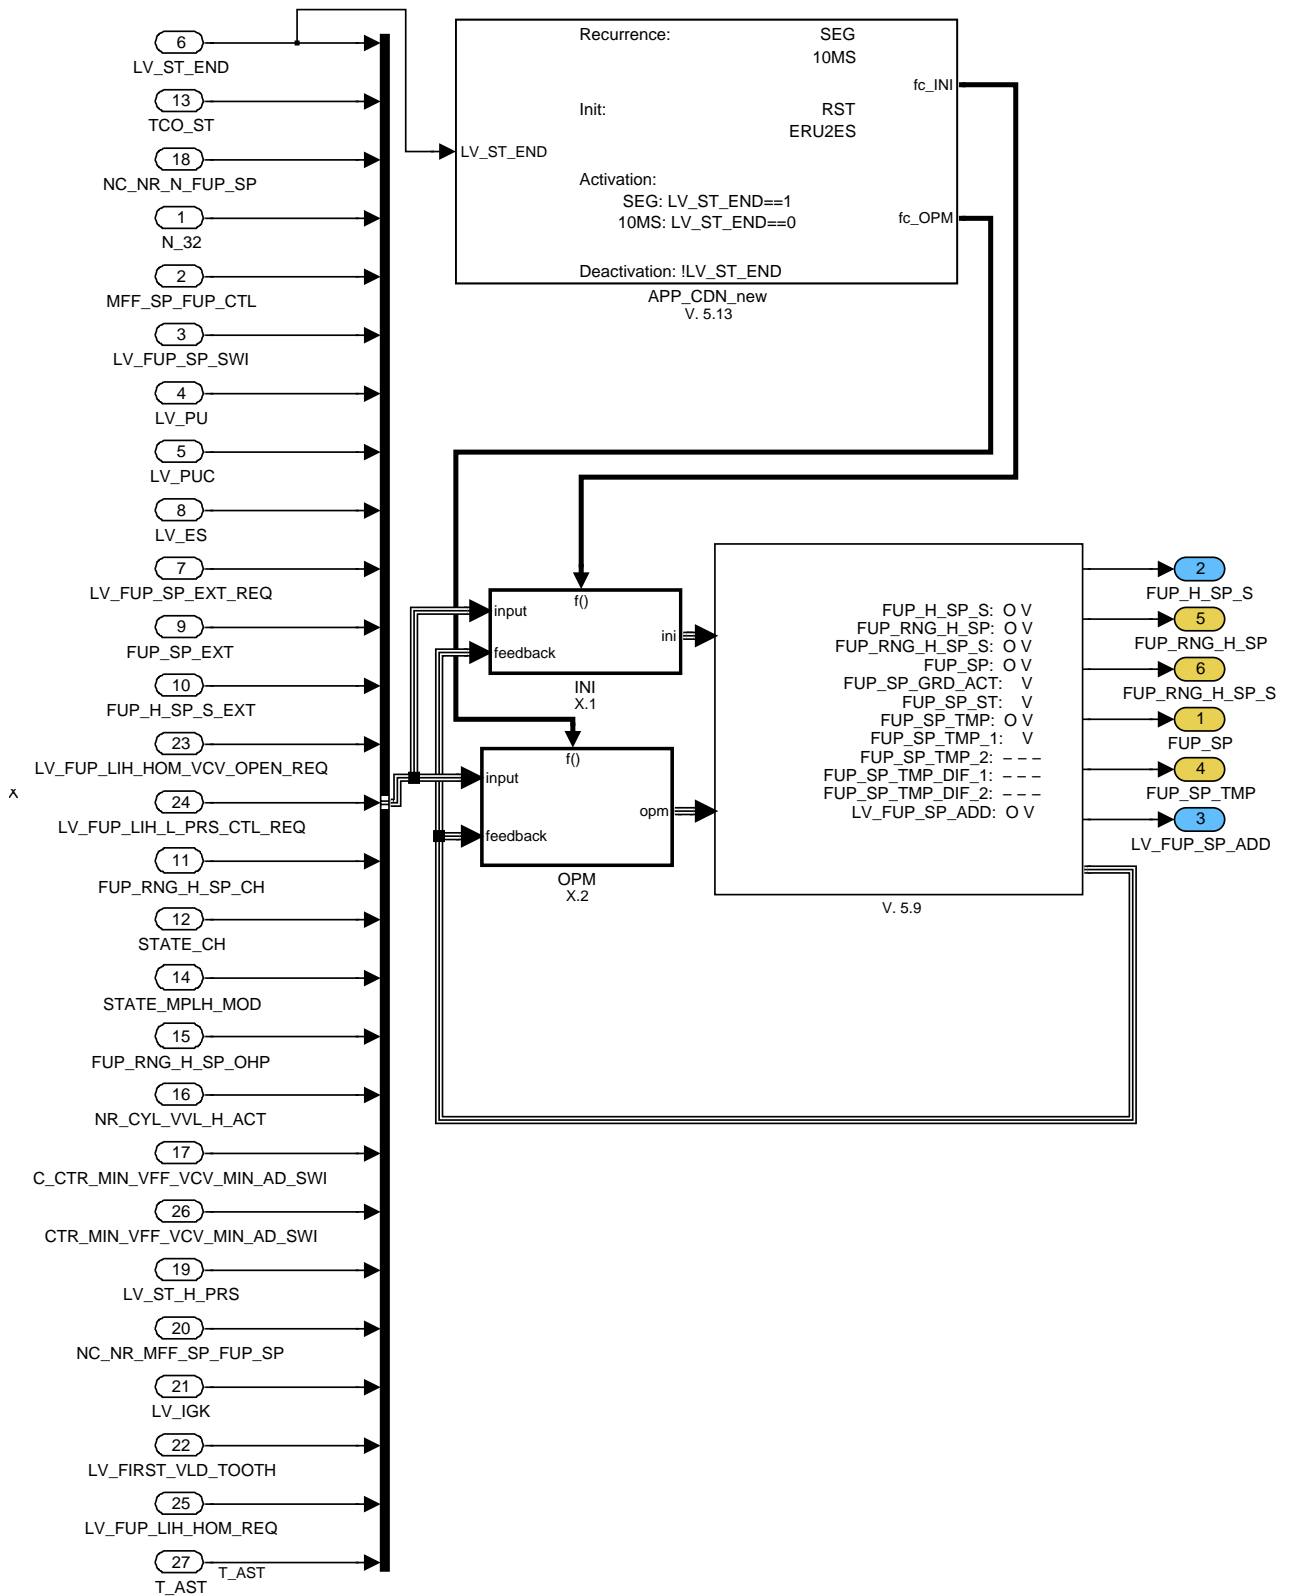 6
LV_ST_END
13
TCO_ST
18
NC_NR_N_FUP_SP
1
N_32
2
MFF_SP_FUP_CTL
3
LV_FUP_SP_SWI
4
LV_PU
5
LV_PUC
8
LV_ES
7
LV_FUP_SP_EXT_REQ
9
FUP_SP_EXT
10
FUP_H_SP_S_EXT
23
LV_FUP_LIH_HOM_VCV_OPEN_REQ
x
24
LV_FUP_LIH_L_PRS_CTL_REQ
11
FUP_RNG_H_SP_CH
12
STATE_CH
14
STATE_MPLH_MOD
15
FUP_RNG_H_SP_OHP
16
NR_CYL_VVL_H_ACT
17
C_CTR_MIN_VFF_VCV_MIN_AD_SWI
26
CTR_MIN_VFF_VCV_MIN_AD_SWI
19
LV_ST_H_PRS
20
NC_NR_MFF_SP_FUP_SP
21
LV_IGK
22
LV_FIRST_VLD_TOOTH
25
LV_FUP_LIH_HOM_REQ
27 T_AST
T_AST
Recurrence: SEG
10MS
fc_INI
Init: RST
ERU2ES
LV_ST_END
Activation:
SEG: LV_ST_END==1
10MS: LV_ST_END==0
fc_OPM
Deactivation: !LV_ST_END
APP_CDN_new
V. 5.13
f()
input
ini
feedback
INI
X.1
f()
input
opm
feedback
OPM
X.2
FUP_H_SP_S: O V
FUP_RNG_H_SP: O V
FUP_RNG_H_SP_S: O V
FUP_SP: O V
FUP_SP_GRD_ACT: V
FUP_SP_ST: V
FUP_SP_TMP: O V
FUP_SP_TMP_1: V
FUP_SP_TMP_2: - - -
FUP_SP_TMP_DIF_1: - - -
FUP_SP_TMP_DIF_2: - - -
LV_FUP_SP_ADD: O V
V. 5.9
2
FUP_H_SP_S
5
FUP_RNG_H_SP
6
FUP_RNG_H_SP_S
1
FUP_SP
4
FUP_SP_TMP
3
LV_FUP_SP_ADD